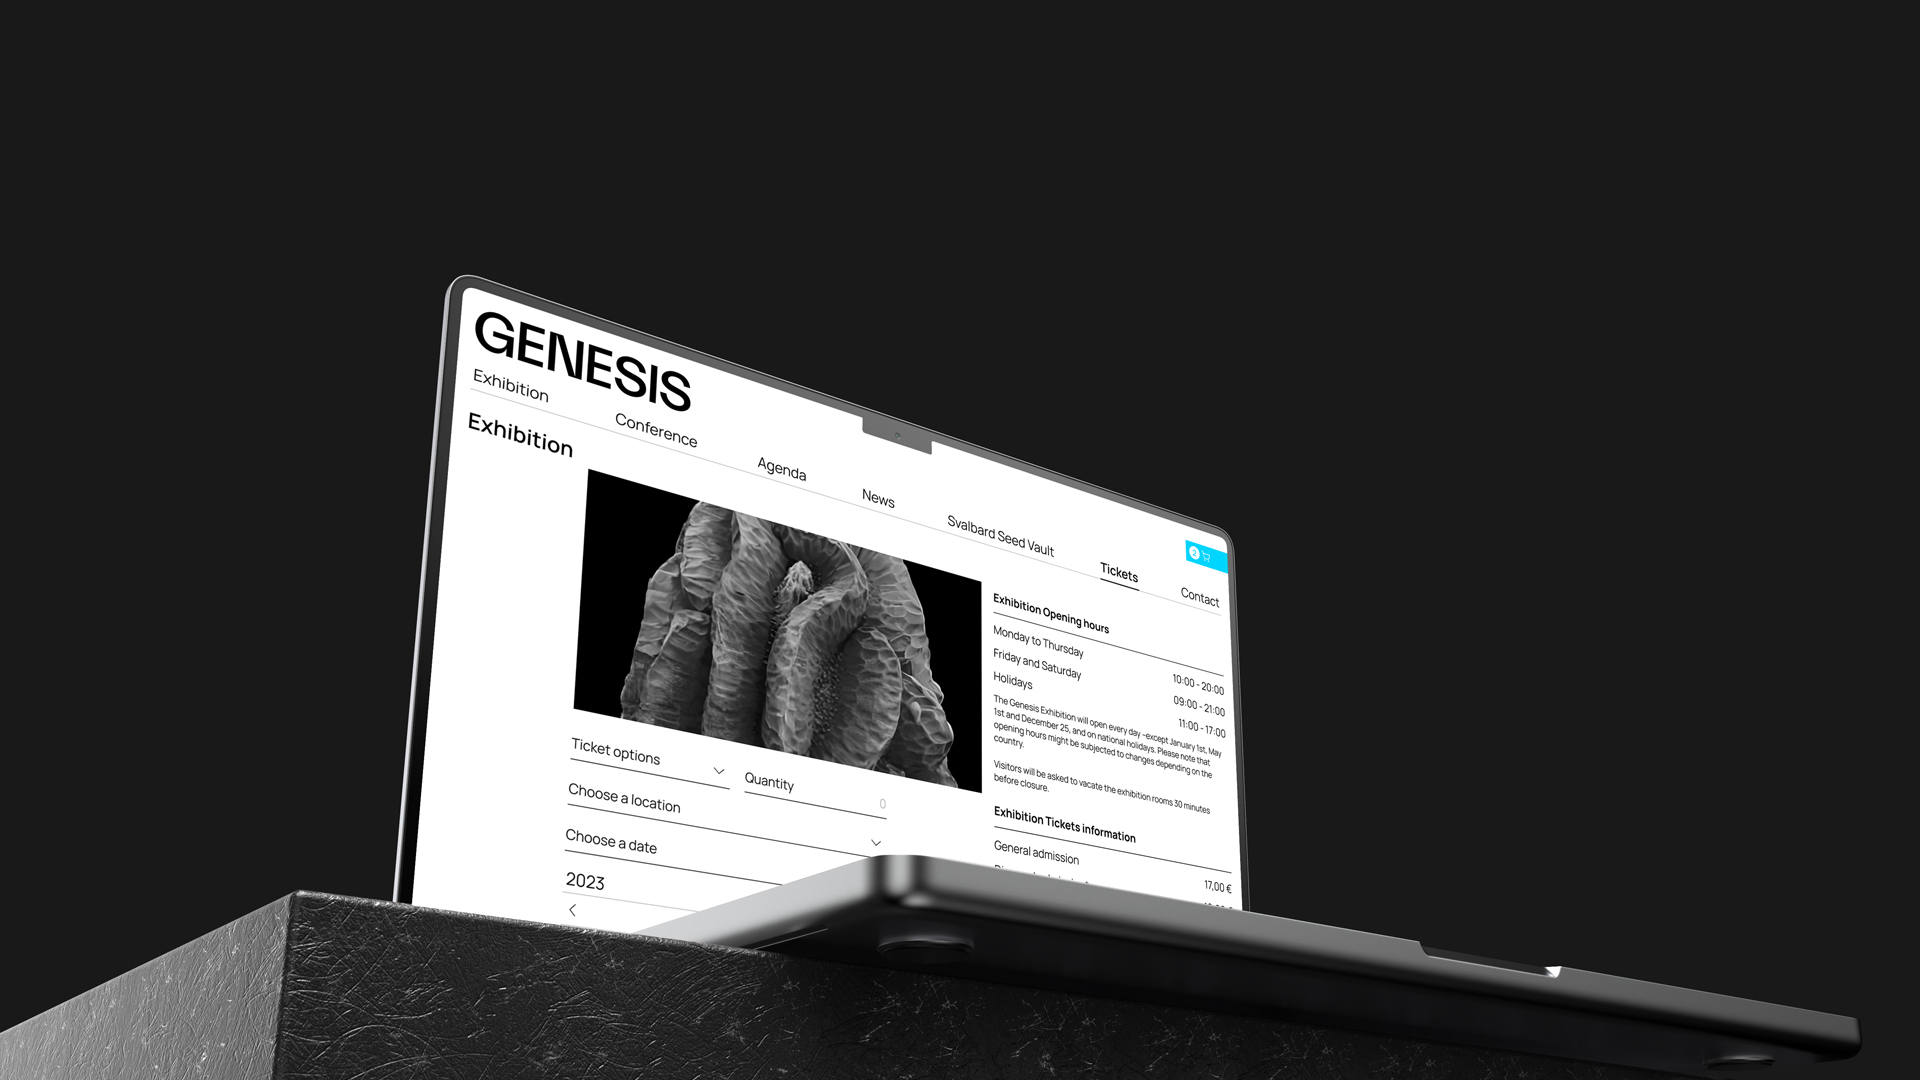 GENESIS
Exhibition
Conference
Agenda
News
Svalbard Seed Vault
Tickets
Contact
2
Exhibition
Exhibition Opening hours
Monday to Thursday
10:00 - 20:00
Friday and Saturday
09:00 - 21:00
Holidays
11:00 - 17:00
The Genesis Exhibition will open every day –except January 1st, May
1st and December 25, and on national holidays. Please note that
opening hours might be subjected to changes depending on the
country.
Visitors will be asked to vacate the exhibition rooms 30 minutes
before closure.
Exhibition Tickets information
General admission
17,00 €
Ticket options
Quantity
0
Choose a location
Choose a date
2023